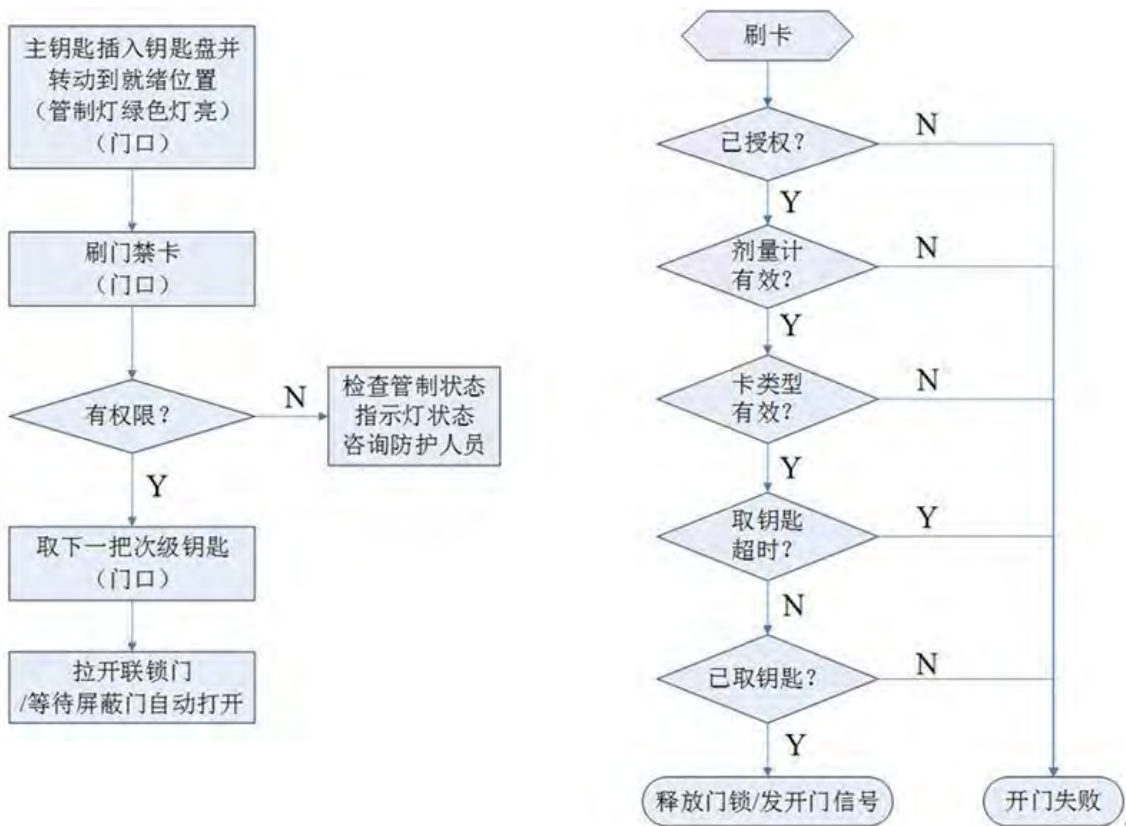 主钥匙插入钥匙盘并
转动到就绪位置
（管制灯绿色灯亮）
（门口）
刷门禁卡
（门口）
有权限？
N
检查管制状态
指示灯状态
咨询防护人员
Y
取下一把次级钥匙
（门口）
拉开联锁门
/等待屏蔽门自动打开
刷卡
已授权？
N
Y
剂量计
有效？
N
Y
卡类型
有效？
N
Y
取钥匙
超时？
Y
N
已取钥匙？
N
Y
释放门锁/发开门信号
开门失败